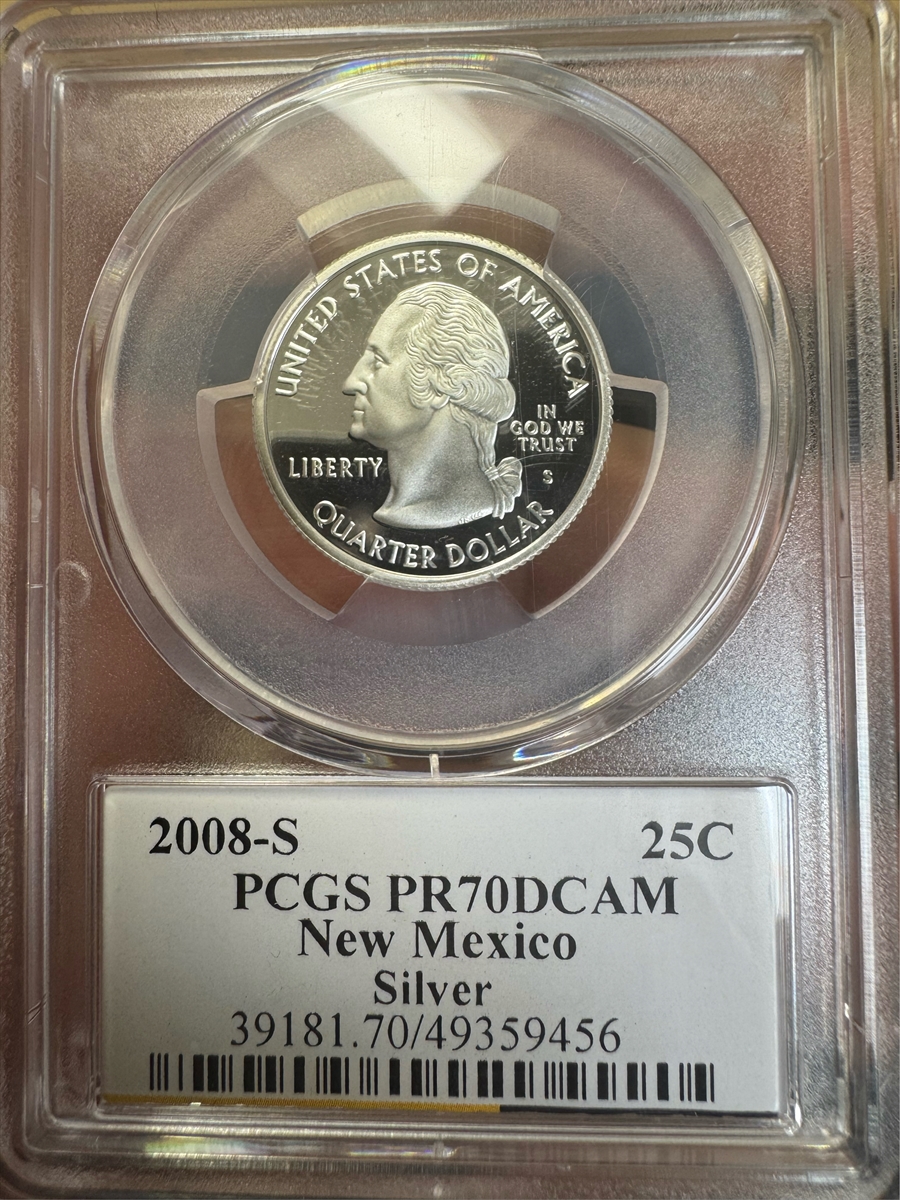 UNITED STATES OF AMERICA
IN
GOD WE
TRUST
LIBERTY
S
QUARTER DOLLAR
2008-S 25C
PCGS PR70DCAM
New Mexico
Silver
39181.70/49359456